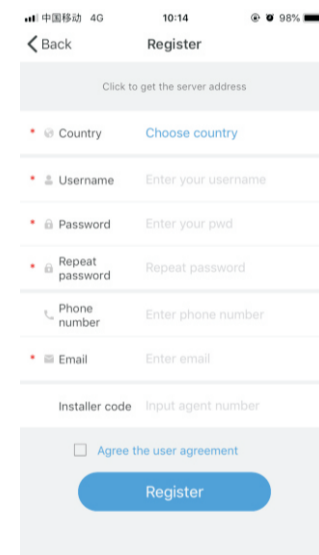 中国移动 4G 10:14 98%
Back Register
Click to get the server address
* Country Choose country
* Username Enter your username
* Password Enter your pwd
* Repeat password Repeat password
Phone number Enter phone number
* Email Enter email
Installer code Input agent number
Agree the user agreement
Register